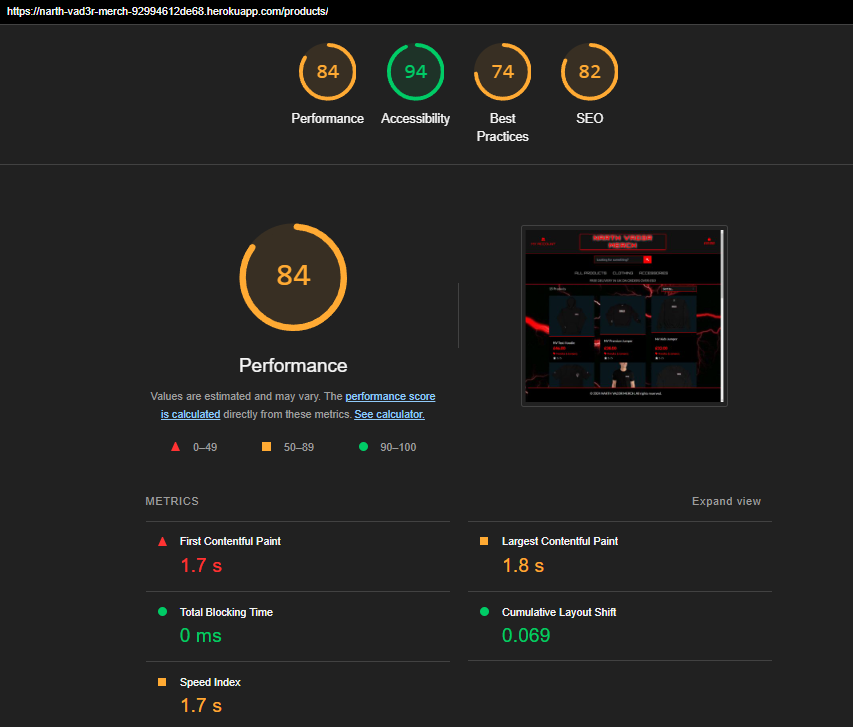 https://narth-vad3r-merch-92994612de68.herokuapp.com/products/
84
94
74
82
Performance
Accessibility
Best
Practices
SEO
84
Performance
Values are estimated and may vary. The performance score
is calculated directly from these metrics. See calculator.
0–49
50–89
90–100
NARTH VADER
MERCH
ALL PRODUCTS CLOTHING ACCESSORIES
METRICS
Expand view
First Contentful Paint
1.7 s
Largest Contentful Paint
1.8 s
Total Blocking Time
0 ms
Cumulative Layout Shift
0.069
Speed Index
1.7 s